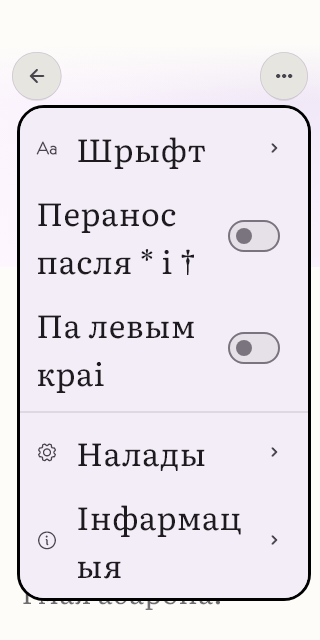 Aa Шрыфт
Перанос
пасля * і †
Па левым
краі
Налады
Інфармац
ыя